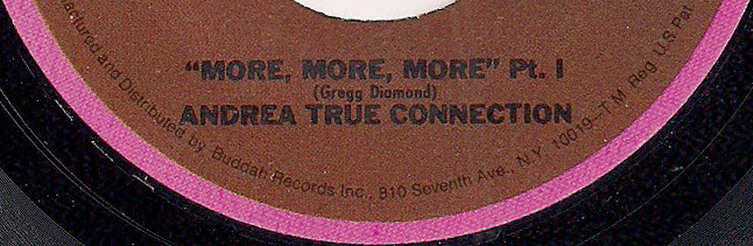 "MORE, MORE, MORE" Pt. I
(Gregg Diamond)
ANDREA TRUE CONNECTION
and Distributed by Buddah Records Inc., 810 Seventh Ave., N.Y. 10019—T.M. Reg U.S Pat